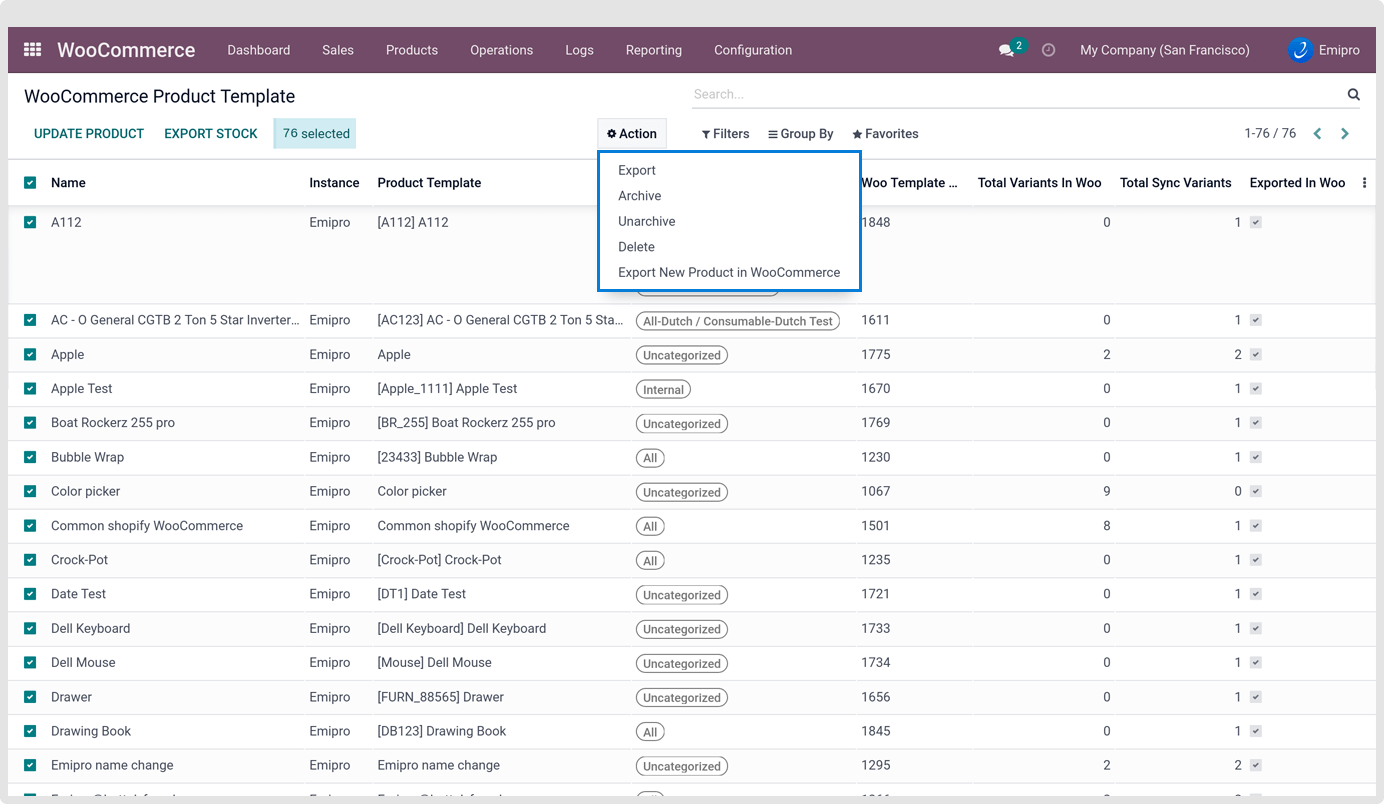 WooCommerce Dashboard Sales Products Operations Logs Reporting Configuration 2 My Company (San Francisco) Emipro
WooCommerce Product Template Search...
UPDATE PRODUCT EXPORT STOCK 76 selected Action Filters Group By Favorites 1-76 / 76
Export
Archive
Unarchive
Delete
Export New Product in WooCommerce
Name Instance Product Template Woo Template ... Total Variants In Woo Total Sync Variants Exported In Woo
A112 Emipro [A112] A112 1848 0 1
AC - O General CGTB 2 Ton 5 Star Inverter... Emipro [AC123] AC - O General CGTB 2 Ton 5 Sta... All-Dutch / Consumable-Dutch Test 1611 0 1
Apple Emipro Apple Uncategorized 1775 2 2
Apple Test Emipro [Apple_1111] Apple Test Internal 1670 0 1
Boat Rockerz 255 pro Emipro [BR_255] Boat Rockerz 255 pro Uncategorized 1769 0 1
Bubble Wrap Emipro [23433] Bubble Wrap All 1230 0 1
Color picker Emipro Color picker Uncategorized 1067 9 0
Common shopify WooCommerce Emipro Common shopify WooCommerce All 1501 8 1
Crock-Pot Emipro [Crock-Pot] Crock-Pot All 1235 0 1
Date Test Emipro [DT1] Date Test Uncategorized 1721 0 1
Dell Keyboard Emipro [Dell Keyboard] Dell Keyboard Uncategorized 1733 0 1
Dell Mouse Emipro [Mouse] Dell Mouse Uncategorized 1734 0 1
Drawer Emipro [FURN_88565] Drawer Uncategorized 1656 0 1
Drawing Book Emipro [DB123] Drawing Book All 1845 0 1
Emipro name change Emipro Emipro name change Uncategorized 1295 2 2